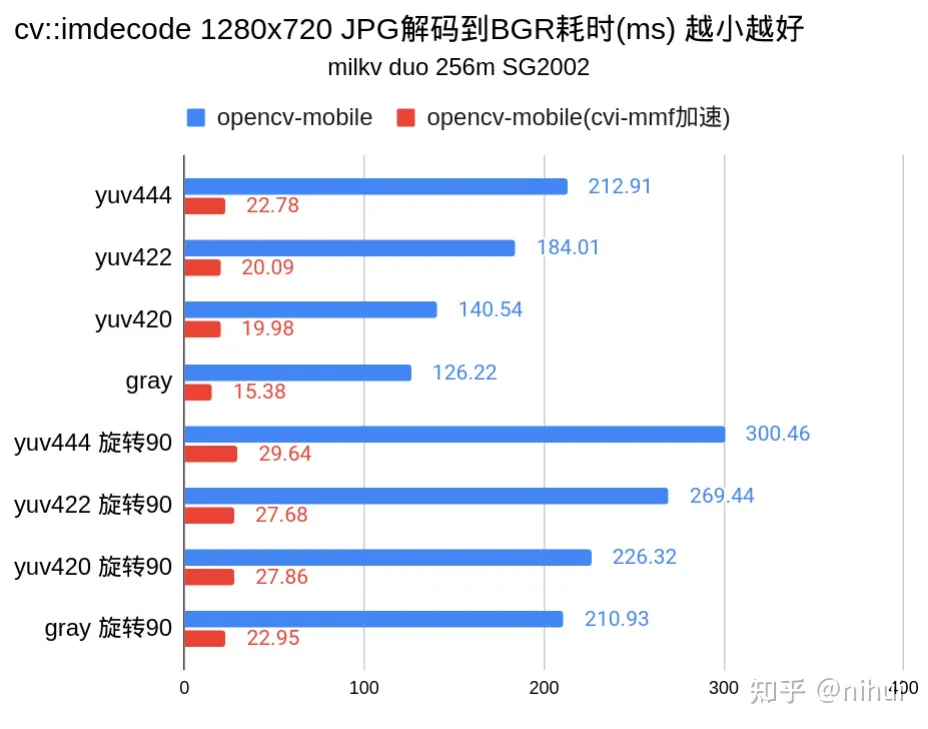 cv::imdecode 1280x720 JPG解码到BGR耗时(ms) 越小越好
milkv duo 256m SG2002
opencv-mobile opencv-mobile(cvi-mmf加速)
yuv444 212.91
22.78
yuv422 184.01
20.09
yuv420 140.54
19.98
gray 126.22
15.38
yuv444 旋转90 300.46
29.64
yuv422 旋转90 269.44
27.68
yuv420 旋转90 226.32
27.86
gray 旋转90 210.93
22.95
0 100 200 300 400
知乎 @nihui